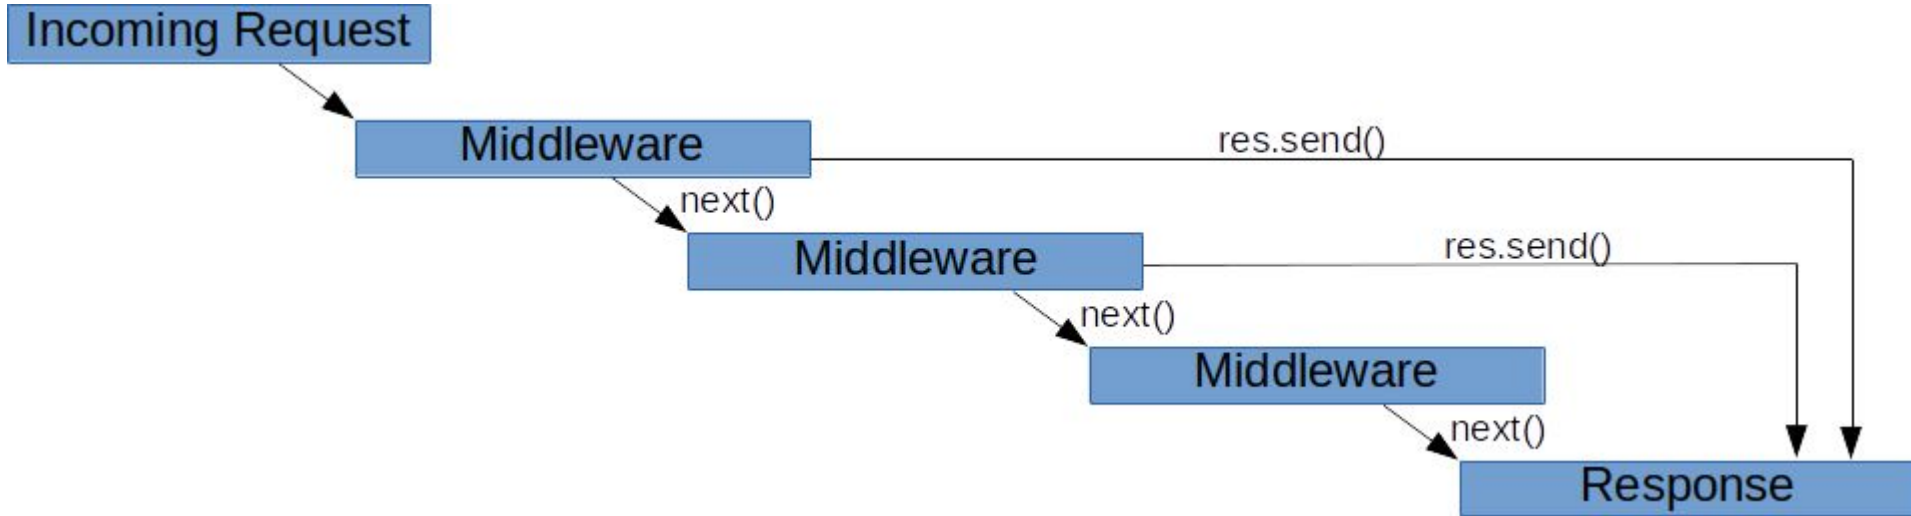 Incoming Request
Middleware
res.send()
next()
Middleware
res.send()
next()
Middleware
next()
Response